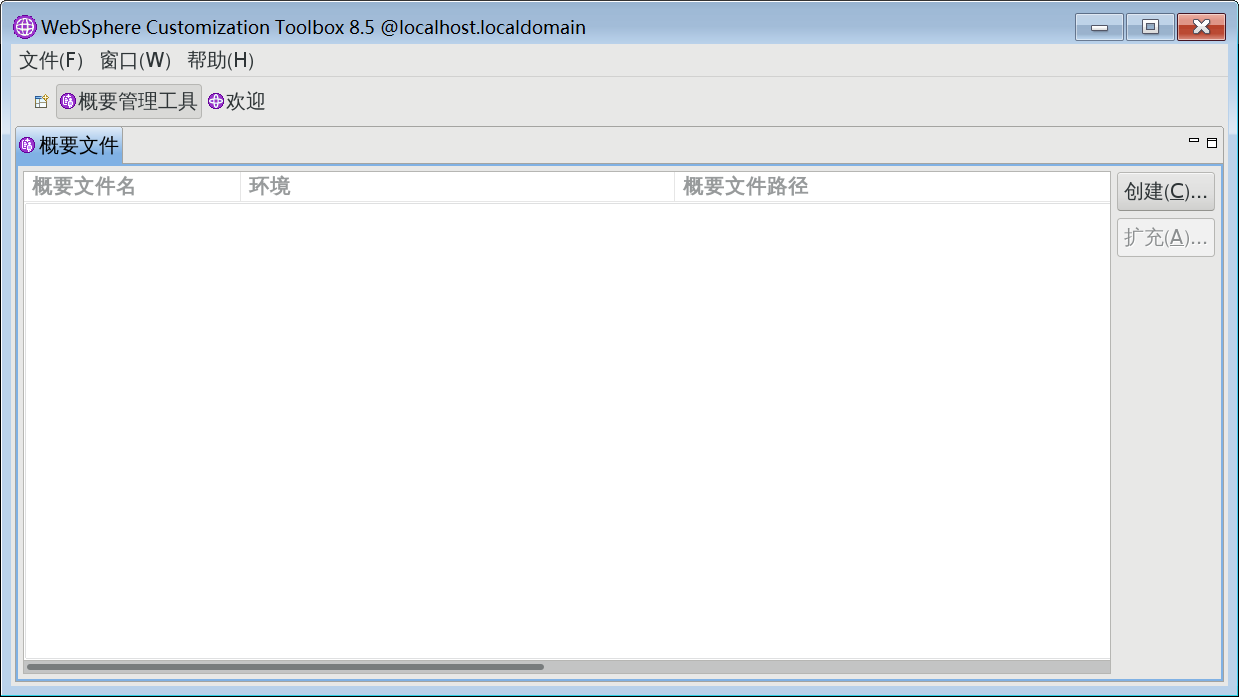 WebSphere Customization Toolbox 8.5 @localhost.localdomain
文件(F) 窗口(W) 帮助(H)
概要管理工具 欢迎
概要文件
概要文件名 环境 概要文件路径
创建(C)...
扩充(A)...